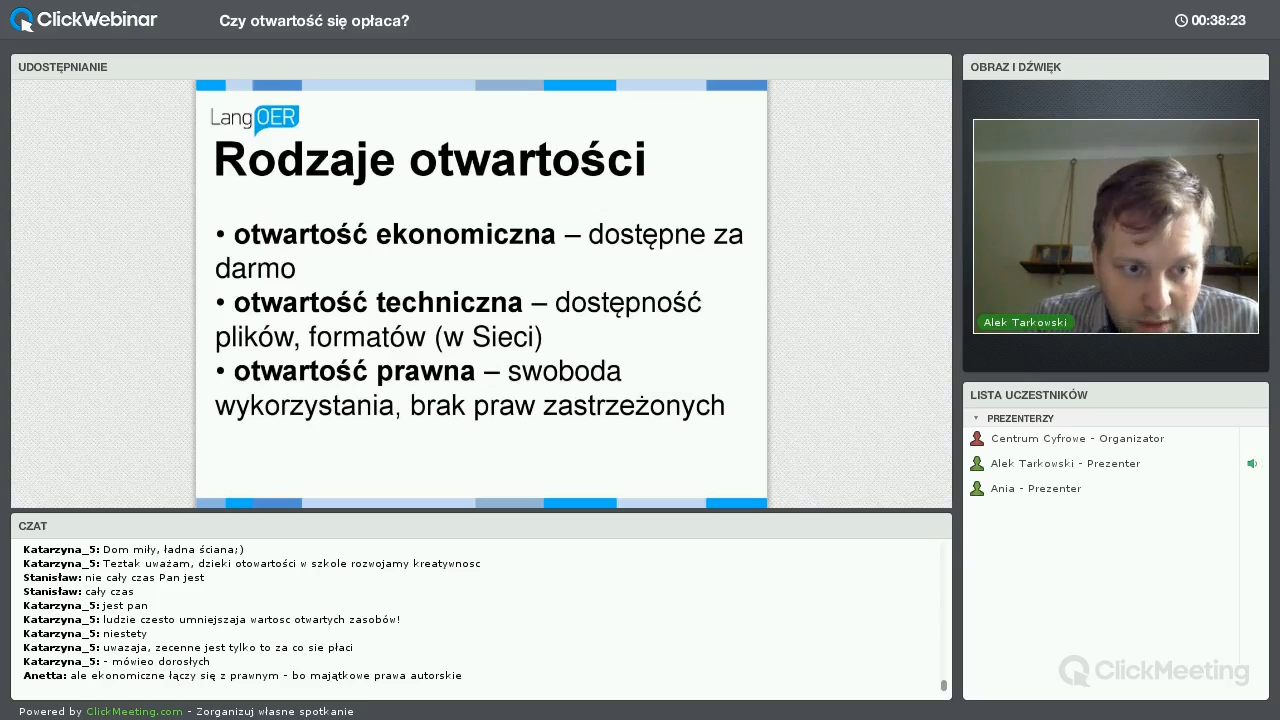 ClickWebinar
Czy otwartość się opłaca?
00:38:23
UDOSTĘPNIANIE
LangOER
Rodzaje otwartości
• otwartość ekonomiczna – dostępne za
darmo
• otwartość techniczna – dostępność
plików, formatów (w Sieci)
• otwartość prawna – swoboda
wykorzystania, brak praw zastrzeżonych
OBRAZ I DŹWIĘK
Alek Tarkowski
LISTA UCZESTNIKÓW
PREZENTERZY
Centrum Cyfrowe - Organizator
Alek Tarkowski - Prezenter
Ania - Prezenter
ClickMeeting
CZAT
Katarzyna_5: Dom miły, ładna ściana;)
Katarzyna_5: Teztak uważam, dzieki otowartości w szkole rozwojamy kreatywnosc
Stanisław: nie cały czas Pan jest
Stanisław: cały czas
Katarzyna_5: jest pan
Katarzyna_5: ludzie czesto umniejszaja wartosc otwartych zasobów!
Katarzyna_5: niestety
Katarzyna_5: uwazaja, zecenne jest tylko to za co sie płaci
Katarzyna_5: - mówieo dorosłych
Anetta: ale ekonomiczne łączy się z prawnym - bo majątkowe prawa autorskie
Powered by ClickMeeting.com - Zorganizuj własne spotkanie